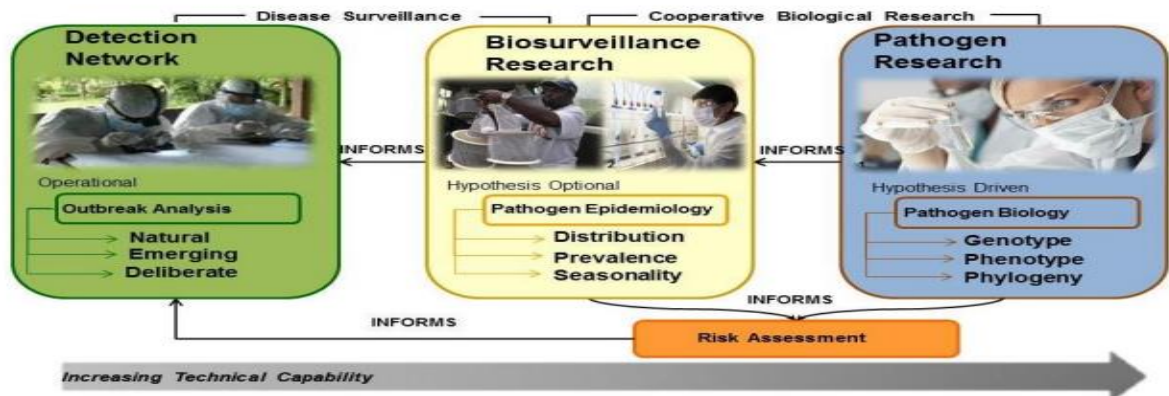 Disease Surveillance
Cooperative Biological Research
Detection
Network
Biosurveillance
Research
Pathogen
Research
INFORMS
INFORMS
Operational
Outbreak Analysis
Natural
Emerging
Deliberate
Hypothesis Optional
Pathogen Epidemiology
Distribution
Prevalence
Seasonality
Hypothesis Driven
Pathogen Biology
Genotype
Phenotype
Phylogeny
INFORMS
INFORMS
Risk Assessment
Increasing Technical Capability